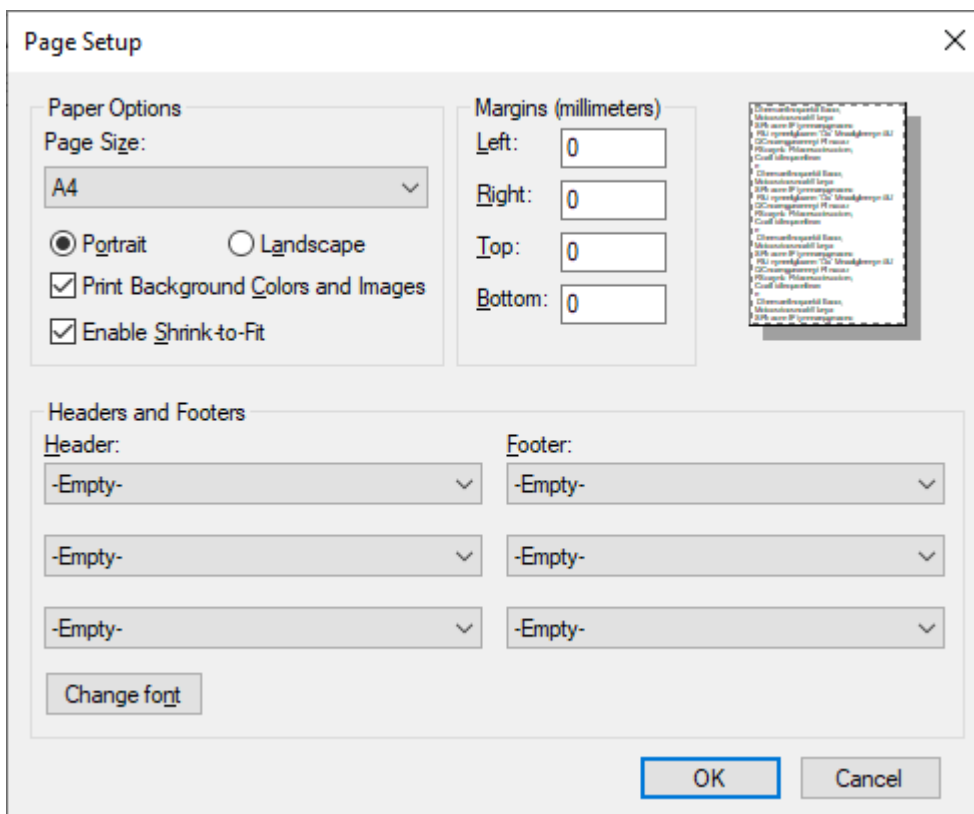 Page Setup
Paper Options
Page Size:
A4
Portrait
Landscape
Print Background Colors and Images
Enable Shrink-to-Fit
Margins (millimeters)
Left: 0
Right: 0
Top: 0
Bottom: 0
Headers and Footers
Header:
Footer:
-Empty-
-Empty-
-Empty-
-Empty-
-Empty-
-Empty-
Change font
OK
Cancel